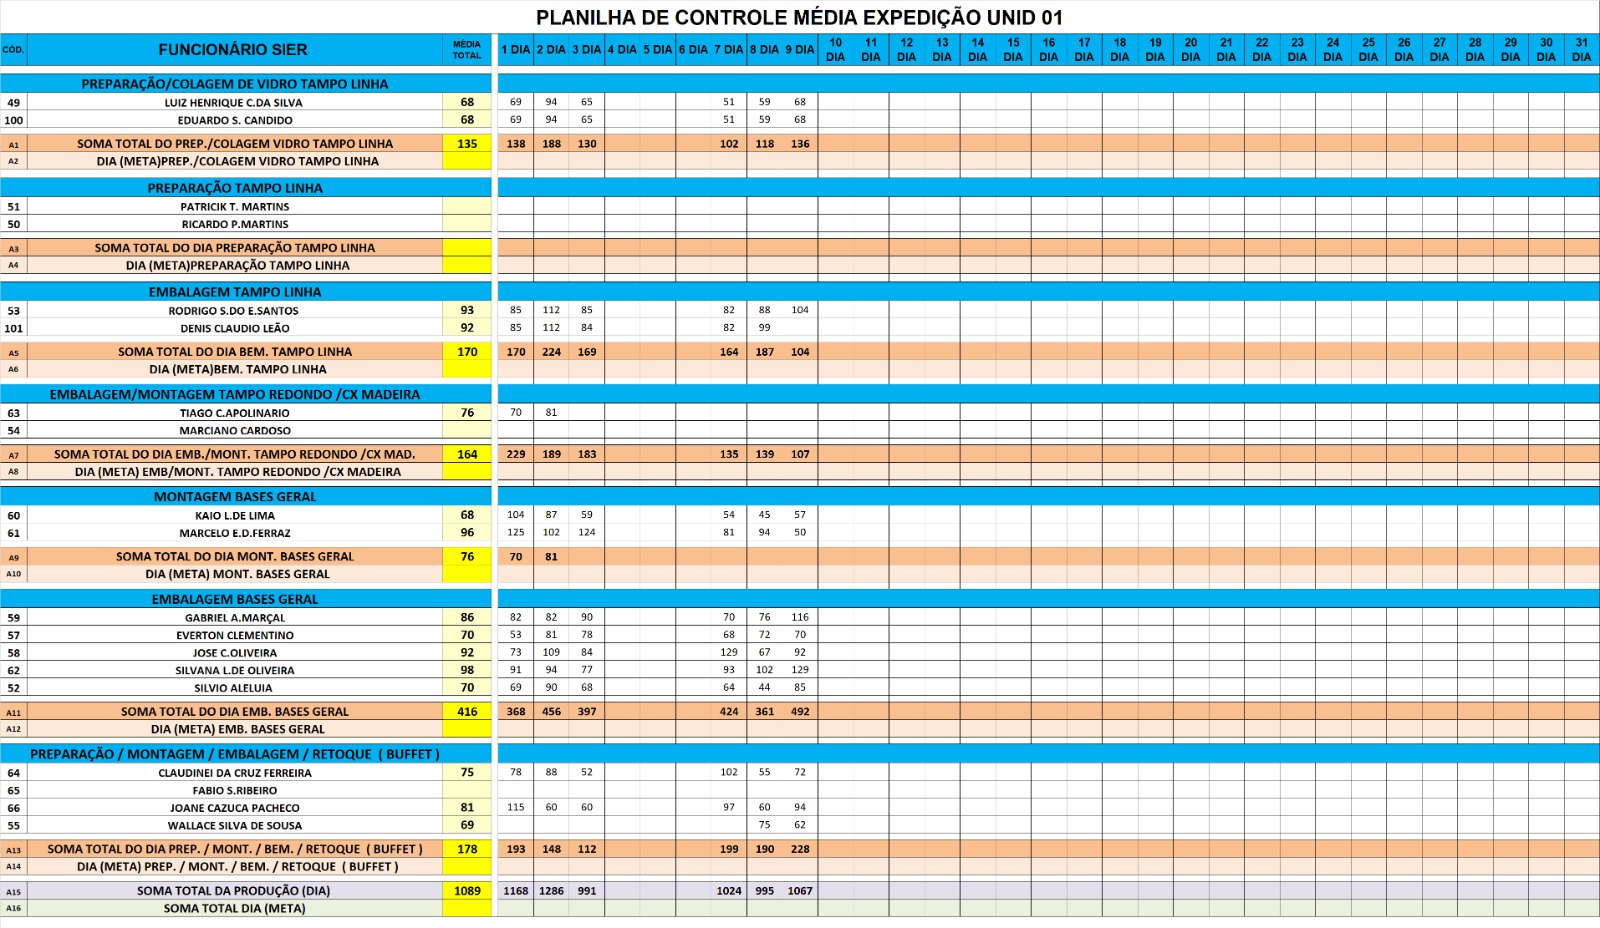 PLANILHA DE CONTROLE MÉDIA EXPEDIÇÃO UNID 01
CÓD. FUNCIONÁRIO SIER MÉDIA TOTAL 1 DIA 2 DIA 3 DIA 4 DIA 5 DIA 6 DIA 7 DIA 8 DIA 9 DIA 10 DIA 11 DIA 12 DIA 13 DIA 14 DIA 15 DIA 16 DIA 17 DIA 18 DIA 19 DIA 20 DIA 21 DIA 22 DIA 23 DIA 24 DIA 25 DIA 26 DIA 27 DIA 28 DIA 29 DIA 30 DIA 31 DIA
PREPARAÇÃO/COLAGEM DE VIDRO TAMPO LINHA
49 LUIZ HENRIQUE C.DA SILVA 68 69 94 65 51 59 68
100 EDUARDO S. CANDIDO 68 69 94 65 51 59 68
A1 SOMA TOTAL DO PREP./COLAGEM VIDRO TAMPO LINHA 135 138 188 130 102 118 136
A2 DIA (META)PREP./COLAGEM VIDRO TAMPO LINHA
PREPARAÇÃO TAMPO LINHA
51 PATRICIK T. MARTINS
50 RICARDO P.MARTINS
A3 SOMA TOTAL DO DIA PREPARAÇÃO TAMPO LINHA
A4 DIA (META)PREPARAÇÃO TAMPO LINHA
EMBALAGEM TAMPO LINHA
53 RODRIGO S.DO E.SANTOS 93 85 112 85 82 88 104
101 DENIS CLAUDIO LEÃO 92 85 112 84 82 99
A5 SOMA TOTAL DO DIA BEM. TAMPO LINHA 170 170 224 169 164 187 104
A6 DIA (META)BEM. TAMPO LINHA
EMBALAGEM/MONTAGEM TAMPO REDONDO /CX MADEIRA
63 TIAGO C.APOLINARIO 76 70 81
54 MARCIANO CARDOSO
A7 SOMA TOTAL DO DIA EMB./MONT. TAMPO REDONDO /CX MAD. 164 229 189 183 135 139 107
A8 DIA (META) EMB/MONT. TAMPO REDONDO /CX MADEIRA
MONTAGEM BASES GERAL
60 KAIO L.DE LIMA 68 104 87 59 54 45 57
61 MARCELO E.D.FERRAZ 96 125 102 124 81 94 50
A9 SOMA TOTAL DO DIA MONT. BASES GERAL 76 70 81
A10 DIA (META) MONT. BASES GERAL
EMBALAGEM BASES GERAL
59 GABRIEL A.MARÇAL 86 82 82 90 70 76 116
57 EVERTON CLEMENTINO 70 53 81 78 68 72 70
58 JOSE C.OLIVEIRA 92 73 109 84 129 67 92
62 SILVANA L.DE OLIVEIRA 98 91 94 77 93 102 129
52 SILVIO ALELUIA 70 69 90 68 64 44 85
A11 SOMA TOTAL DO DIA EMB. BASES GERAL 416 368 456 397 424 361 492
A12 DIA (META) EMB. BASES GERAL
PREPARAÇÃO / MONTAGEM / EMBALAGEM / RETOQUE ( BUFFET )
64 CLAUDINEI DA CRUZ FERREIRA 75 78 88 52 102 55 72
65 FABIO S.RIBEIRO
66 JOANE CAZUCA PACHECO 81 115 60 60 97 60 94
55 WALLACE SILVA DE SOUSA 69 75 62
A13 SOMA TOTAL DO DIA PREP. / MONT. / BEM. / RETOQUE ( BUFFET ) 178 193 148 112 199 190 228
A14 DIA (META) PREP. / MONT. / BEM. / RETOQUE ( BUFFET )
A15 SOMA TOTAL DA PRODUÇÃO (DIA) 1089 1168 1286 991 1024 995 1067
A16 SOMA TOTAL DIA (META)